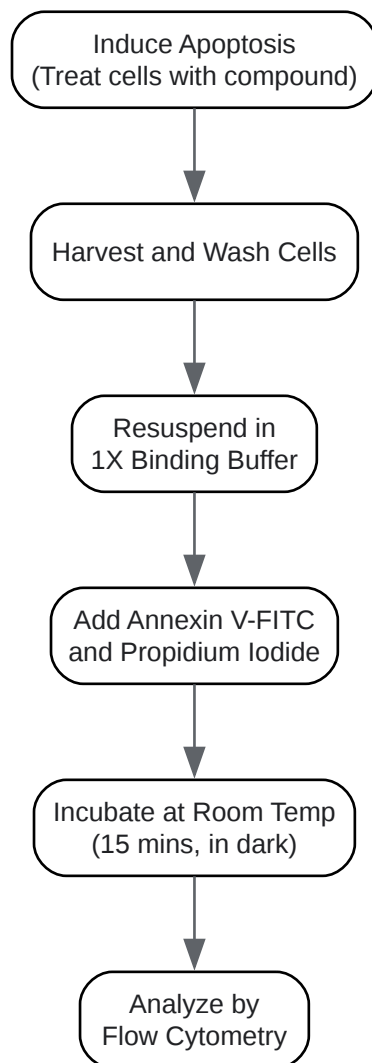 Induce Apoptosis
(Treat cells with compound)
Harvest and Wash Cells
Resuspend in
1X Binding Buffer
Add Annexin V-FITC
and Propidium Iodide
Incubate at Room Temp
(15 mins, in dark)
Analyze by
Flow Cytometry